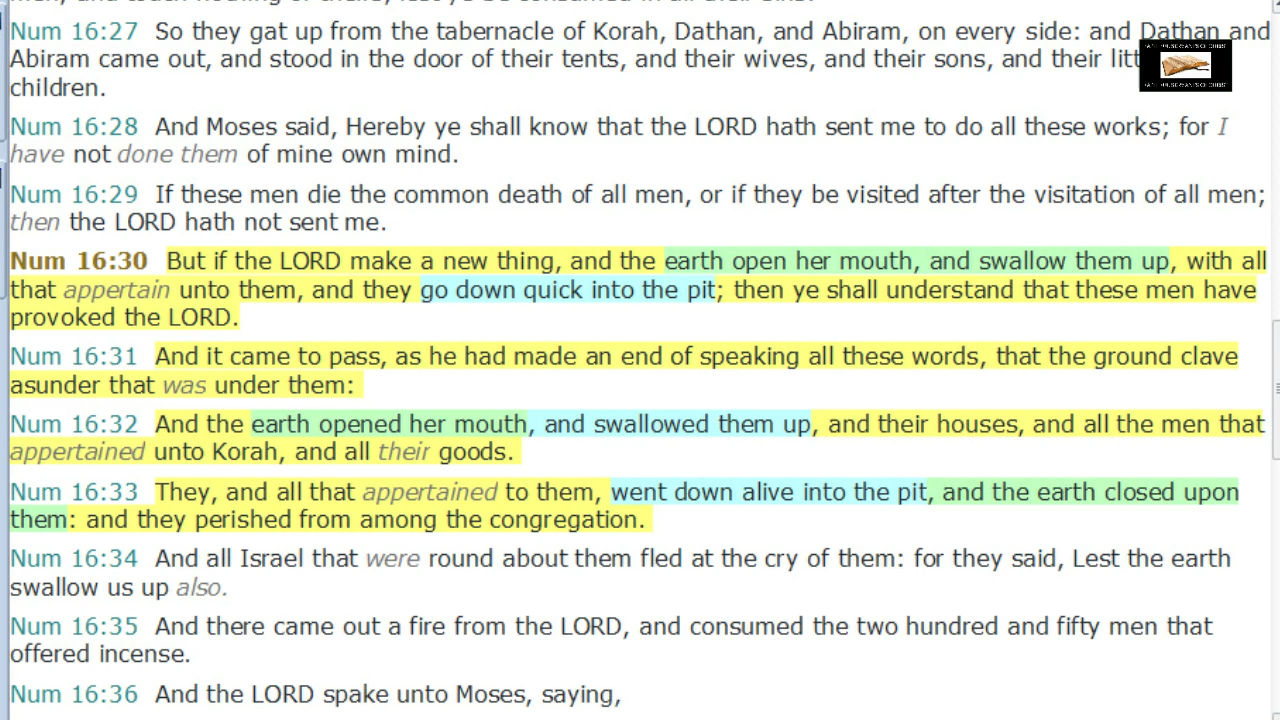 Num 16:27 So they gat up from the tabernacle of Korah, Dathan, and Abiram, on every side: and Dathan and
Abiram came out, and stood in the door of their tents, and their wives, and their sons, and their
children.
Num 16:28 And Moses said, Hereby ye shall know that the LORD hath sent me to do all these works; for I
have not done them of mine own mind.
Num 16:29 If these men die the common death of all men, or if they be visited after the visitation of all men;
then the LORD hath not sent me.
Num 16:30 But if the LORD make a new thing, and the earth open her mouth, and swallow them up, with all
that appertain unto them, and they go down quick into the pit; then ye shall understand that these men have
provoked the LORD.
Num 16:31 And it came to pass, as he had made an end of speaking all these words, that the ground clave
asunder that was under them:
Num 16:32 And the earth opened her mouth, and swallowed them up, and their houses, and all the men that
appertained unto Korah, and all their goods.
Num 16:33 They, and all that appertained to them, went down alive into the pit, and the earth closed upon
them: and they perished from among the congregation.
Num 16:34 And all Israel that were round about them fled at the cry of them: for they said, Lest the earth
swallow us up also.
Num 16:35 And there came out a fire from the LORD, and consumed the two hundred and fifty men that
offered incense.
Num 16:36 And the LORD spake unto Moses, saying,